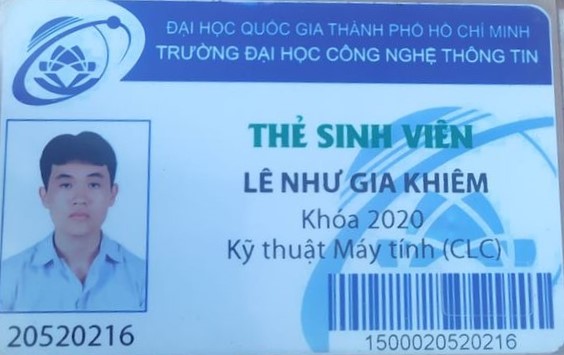 ĐẠI HỌC QUỐC GIA THÀNH PHỐ HỒ CHÍ MINH
TRƯỜNG ĐẠI HỌC CÔNG NGHỆ THÔNG TIN
THẺ SINH VIÊN
LÊ NHƯ GIA KHIÊM
Khóa 2020
Kỹ thuật Máy tính (CLC)
20520216
1500020520216